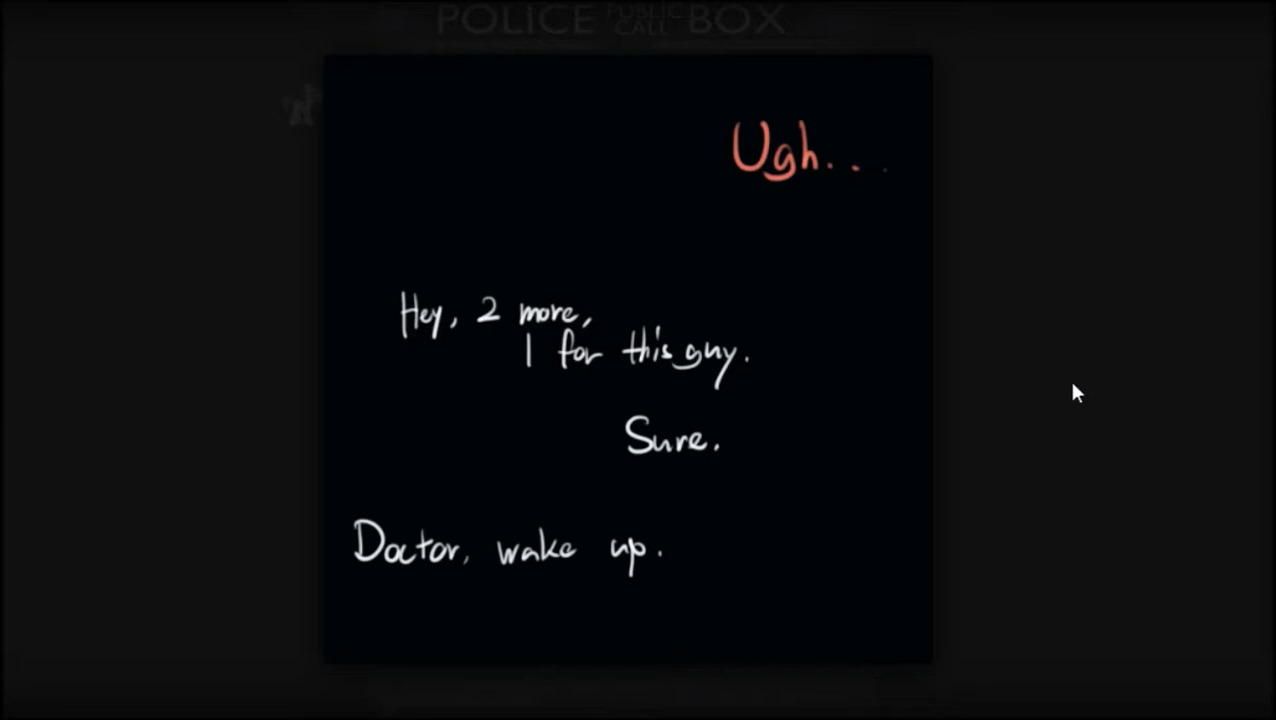 POLICE PUBLIC CALL BOX
Ugh...
Hey, 2 more,
1 for this guy.
Sure.
Doctor, wake up.